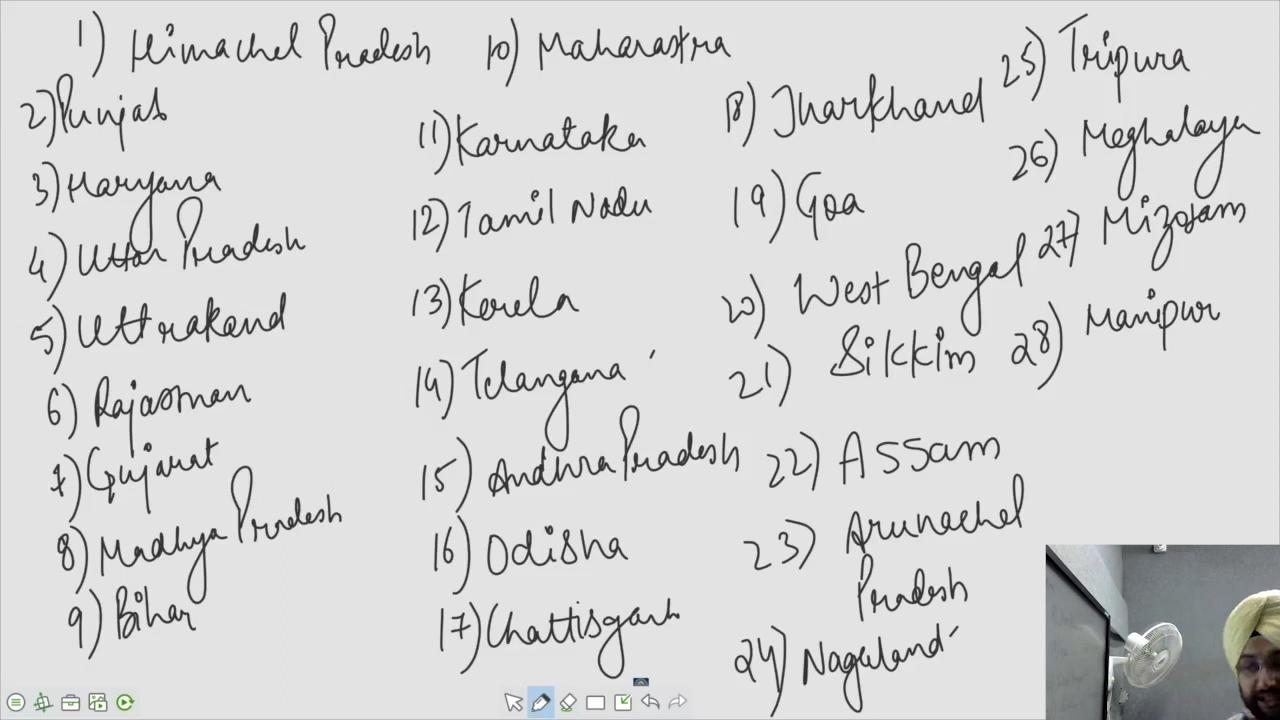 1) Himachel Pradesh
2) Punjab
3) Haryana
4) Uttar Pradesh
5) Uttrakand
6) Rajasthan
7) Gujarat
8) Madhya Pradesh
9) Bihar
10) Maharastra
11) Karnataka
12) Tamil Nadu
13) Kerela
14) Telangana
15) Andhra Pradesh
16) Odisha
17) Chattisgarh
18) Jharkhand
19) Goa
20) West Bengal
21) Sikkim
22) Assam
23) Arunachel
Pradesh
24) Nagaland
25) Tripura
26) Meghalaya
27) Mizoram
28) Manipur